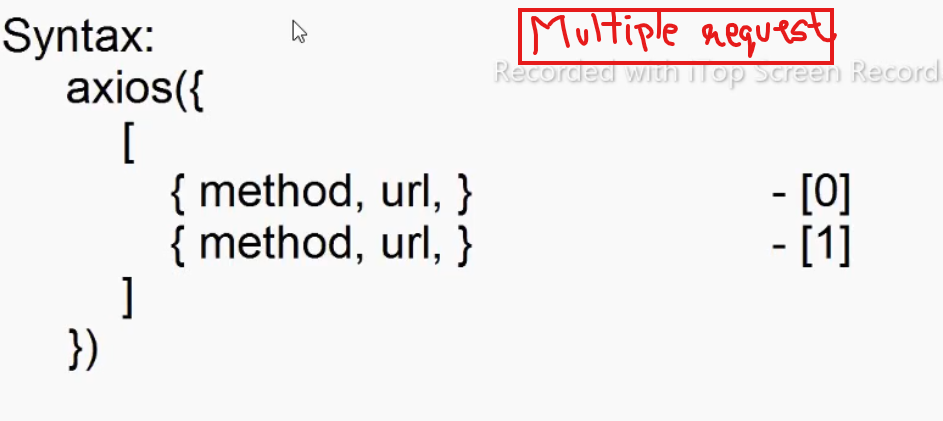 Syntax:
Multiple request
Recorded with iTop Screen Record
axios({
[
{ method, url, } - [0]
{ method, url, } - [1]
]
})